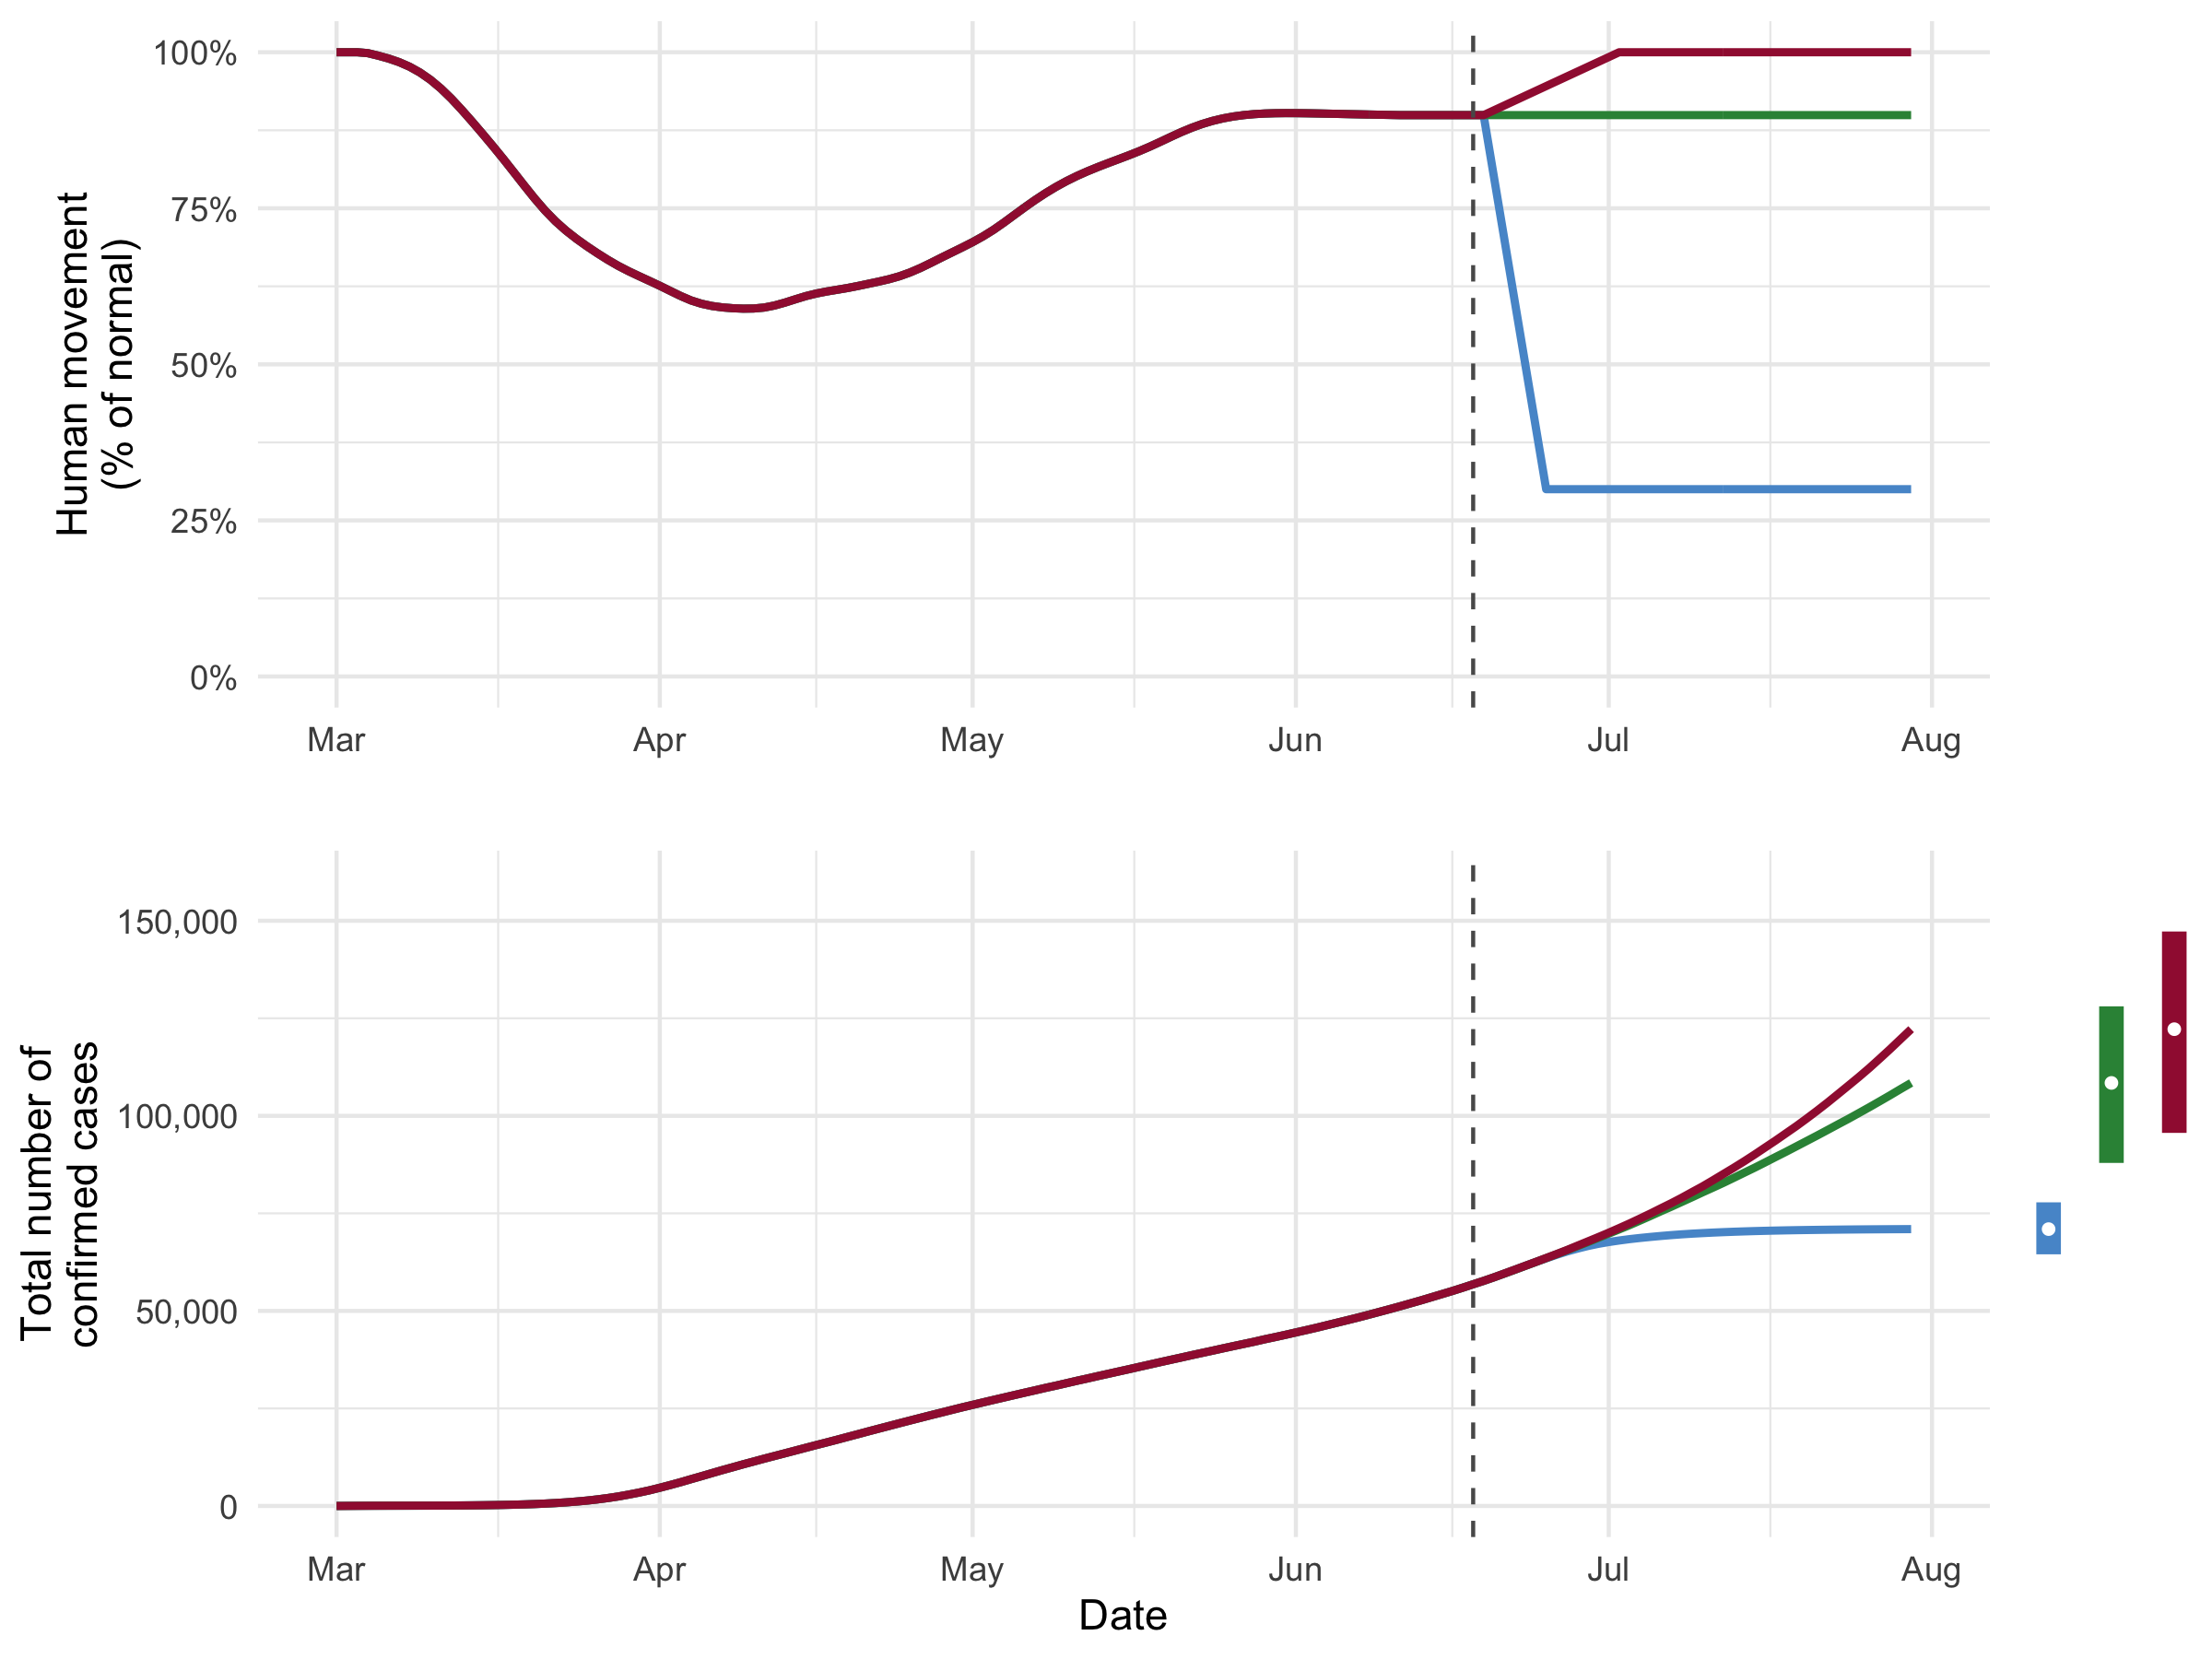 Human movement
(% of normal)
100%
75%
50%
25%
0%
Mar Apr May Jun Jul Aug
Total number of
confirmed cases
150,000
100,000
50,000
0
Mar Apr May Jun Jul Aug
Date